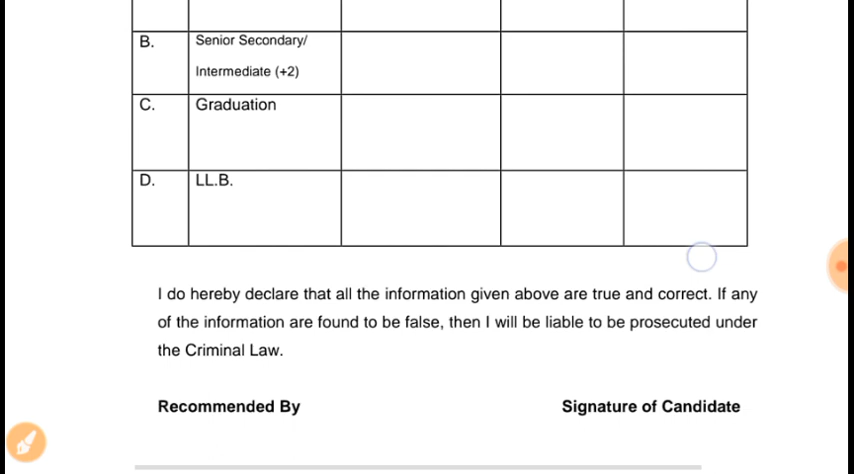 B.
Senior Secondary/
Intermediate (+2)
C.
Graduation
D.
LL.B.
I do hereby declare that all the information given above are true and correct. If any
of the information are found to be false, then I will be liable to be prosecuted under
the Criminal Law.
Recommended By
Signature of Candidate